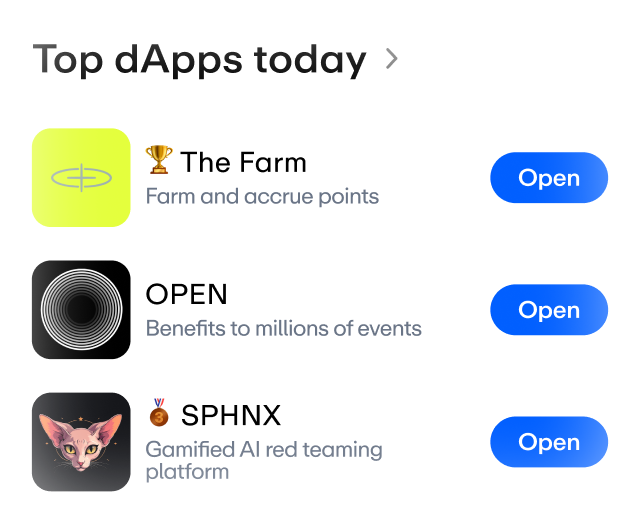 Top dApps today
🏆 The Farm
Farm and accrue points
Open
OPEN
Benefits to millions of events
Open
🥉 SPHNX
Gamified AI red teaming
platform
Open